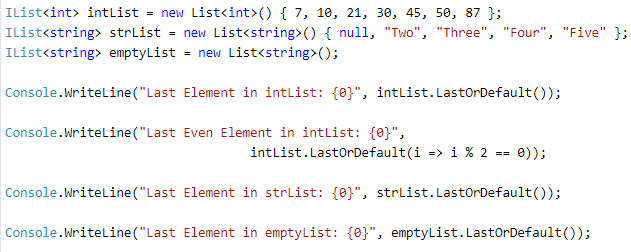 IList<int> intList = new List<int>() { 7, 10, 21, 30, 45, 50, 87 };
IList<string> strList = new List<string>() { null, "Two", "Three", "Four", "Five" };
IList<string> emptyList = new List<string>();
Console.WriteLine("Last Element in intList: {0}", intList.LastOrDefault());
Console.WriteLine("Last Even Element in intList: {0}",
intList.LastOrDefault(i => i % 2 == 0));
Console.WriteLine("Last Element in strList: {0}", strList.LastOrDefault());
Console.WriteLine("Last Element in emptyList: {0}", emptyList.LastOrDefault());